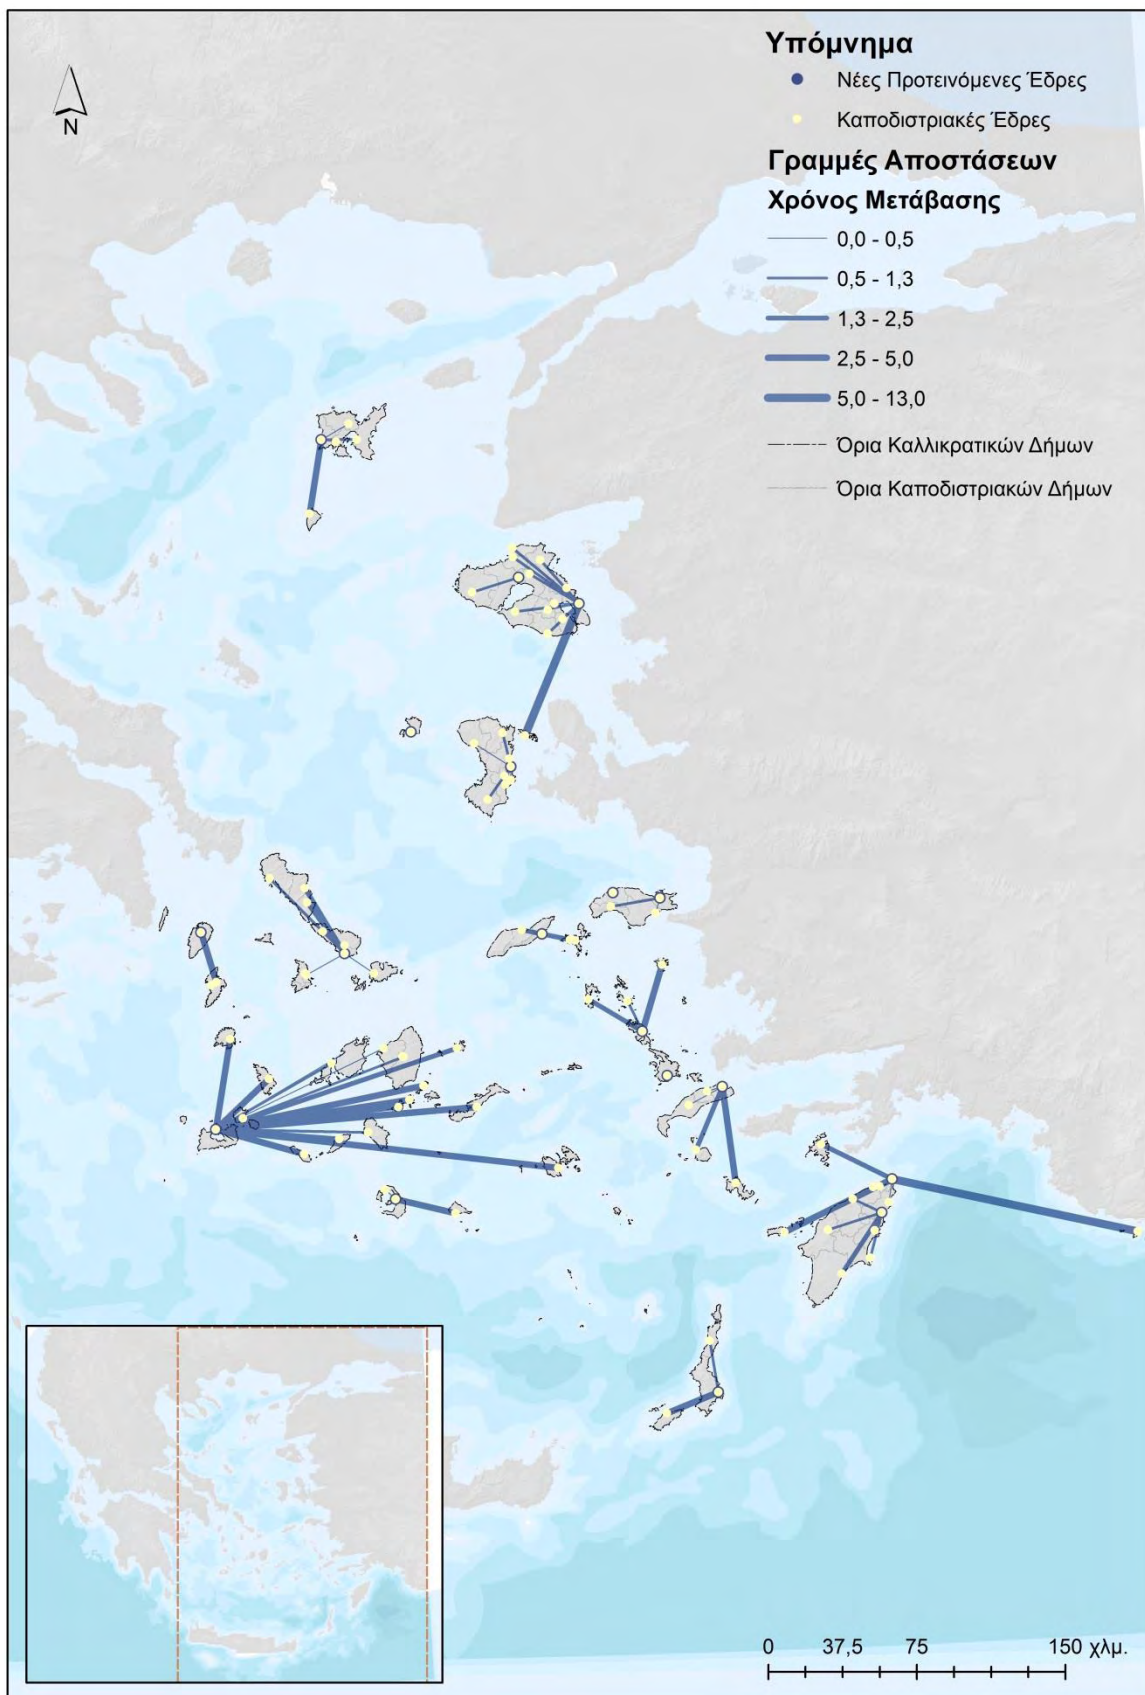 Υπόμνημα
Νέες Προτεινόμενες Έδρες
Καποδιστριακές Έδρες
Γραμμές Αποστάσεων
Χρόνος Μετάβασης
0,0 - 0,5
0,5 - 1,3
1,3 - 2,5
2,5 - 5,0
5,0 - 13,0
Όρια Καλλικρατικών Δήμων
Όρια Καποδιστριακών Δήμων
N
0 37,5 75 150 χλμ.